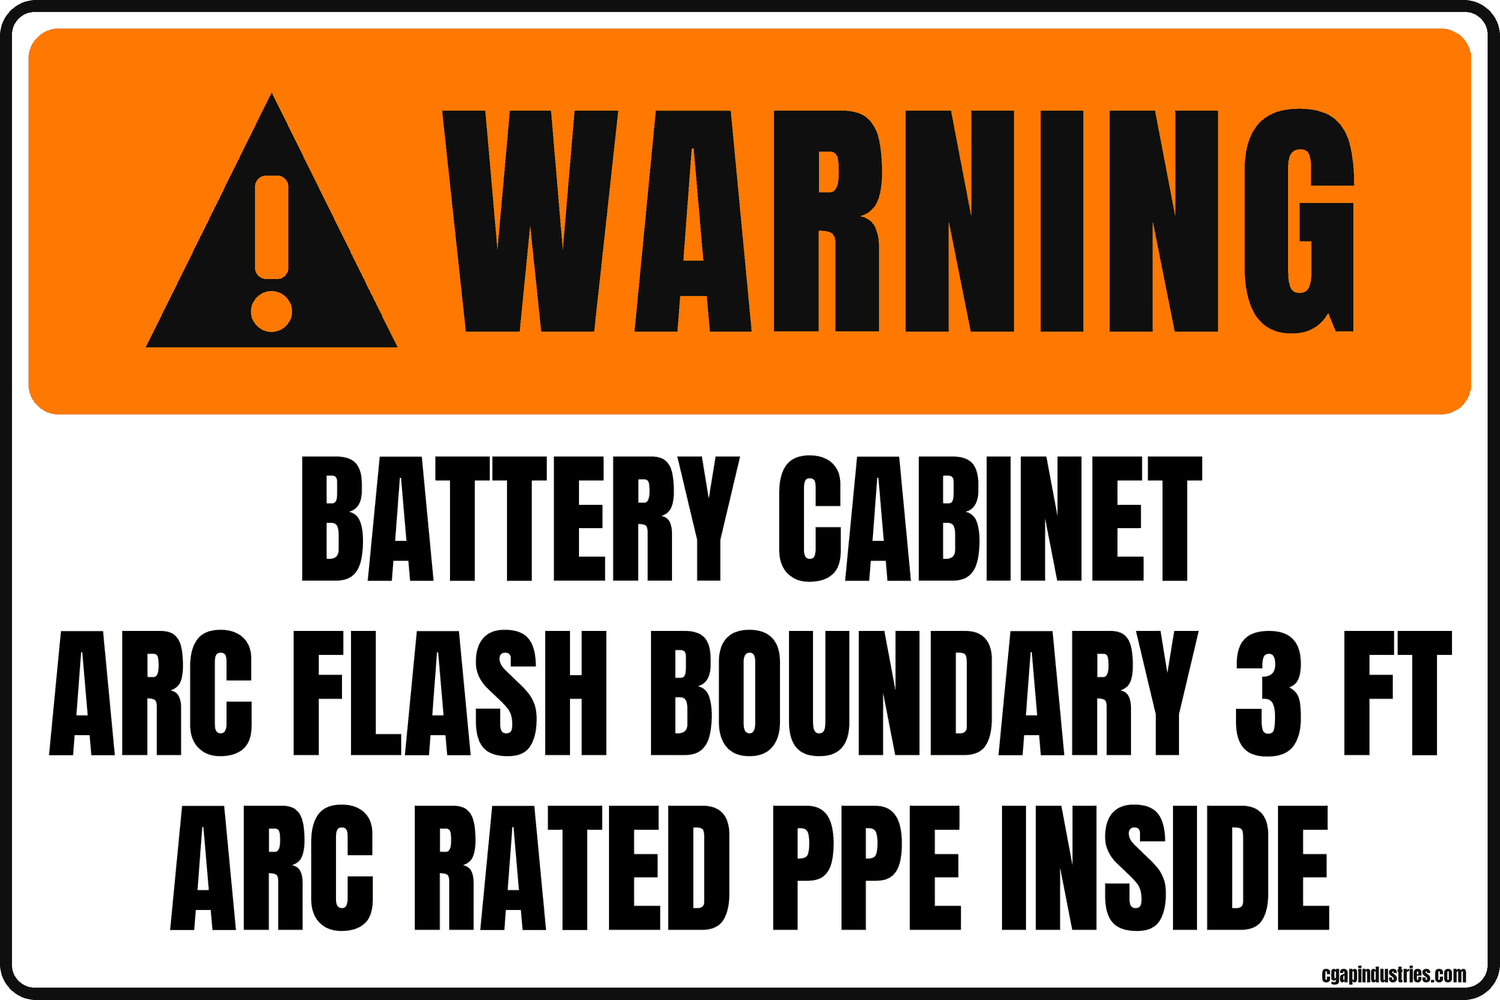 WARNING
BATTERY CABINET
ARC FLASH BOUNDARY 3 FT
ARC RATED PPE INSIDE
cgapindustries.com